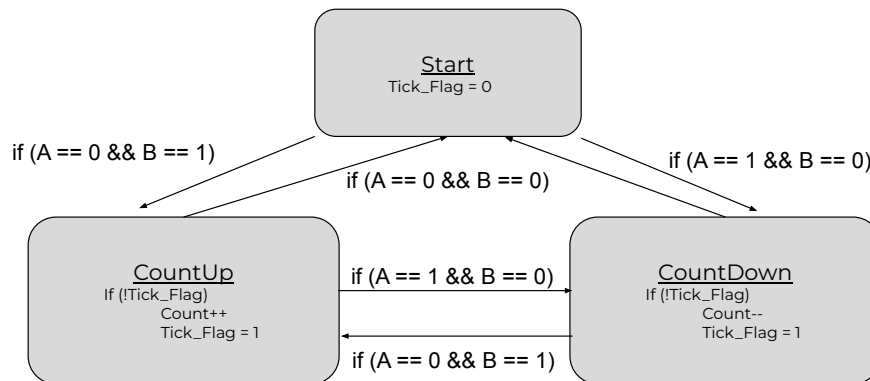 Start
Tick_Flag = 0
if (A == 0 && B == 1)
if (A == 1 && B == 0)
if (A == 0 && B == 0)
CountUp
If (!Tick_Flag)
Count++
Tick_Flag = 1
if (A == 1 && B == 0)
if (A == 0 && B == 1)
CountDown
If (!Tick_Flag)
Count--
Tick_Flag = 1